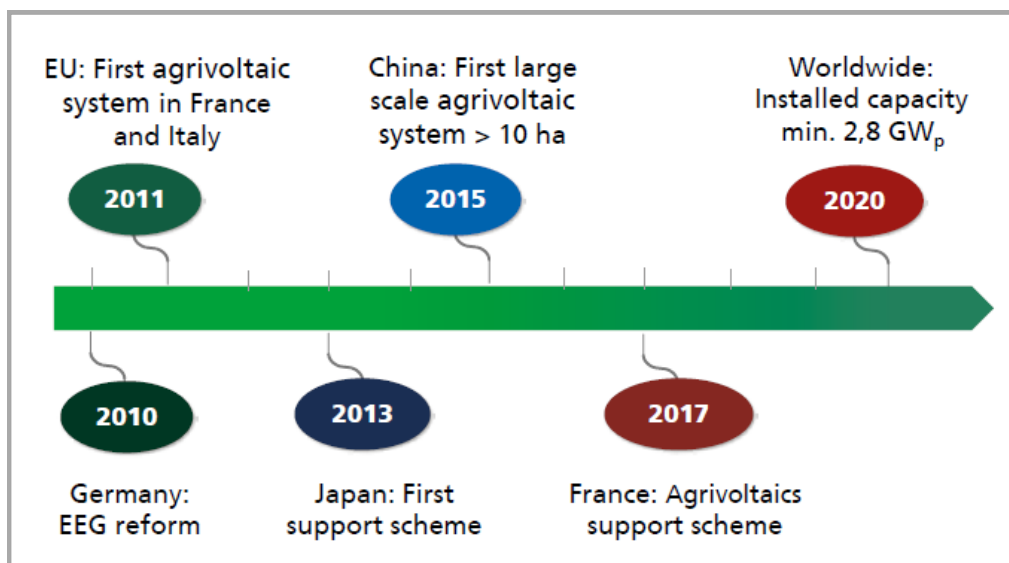 EU: First agrivoltaic
system in France
and Italy
2011
China: First large
scale agrivoltaic
system > 10 ha
2015
Worldwide:
Installed capacity
min. 2,8 GWp
2020
2010
Germany:
EEG reform
2013
Japan: First
support scheme
2017
France: Agrivoltaics
support scheme